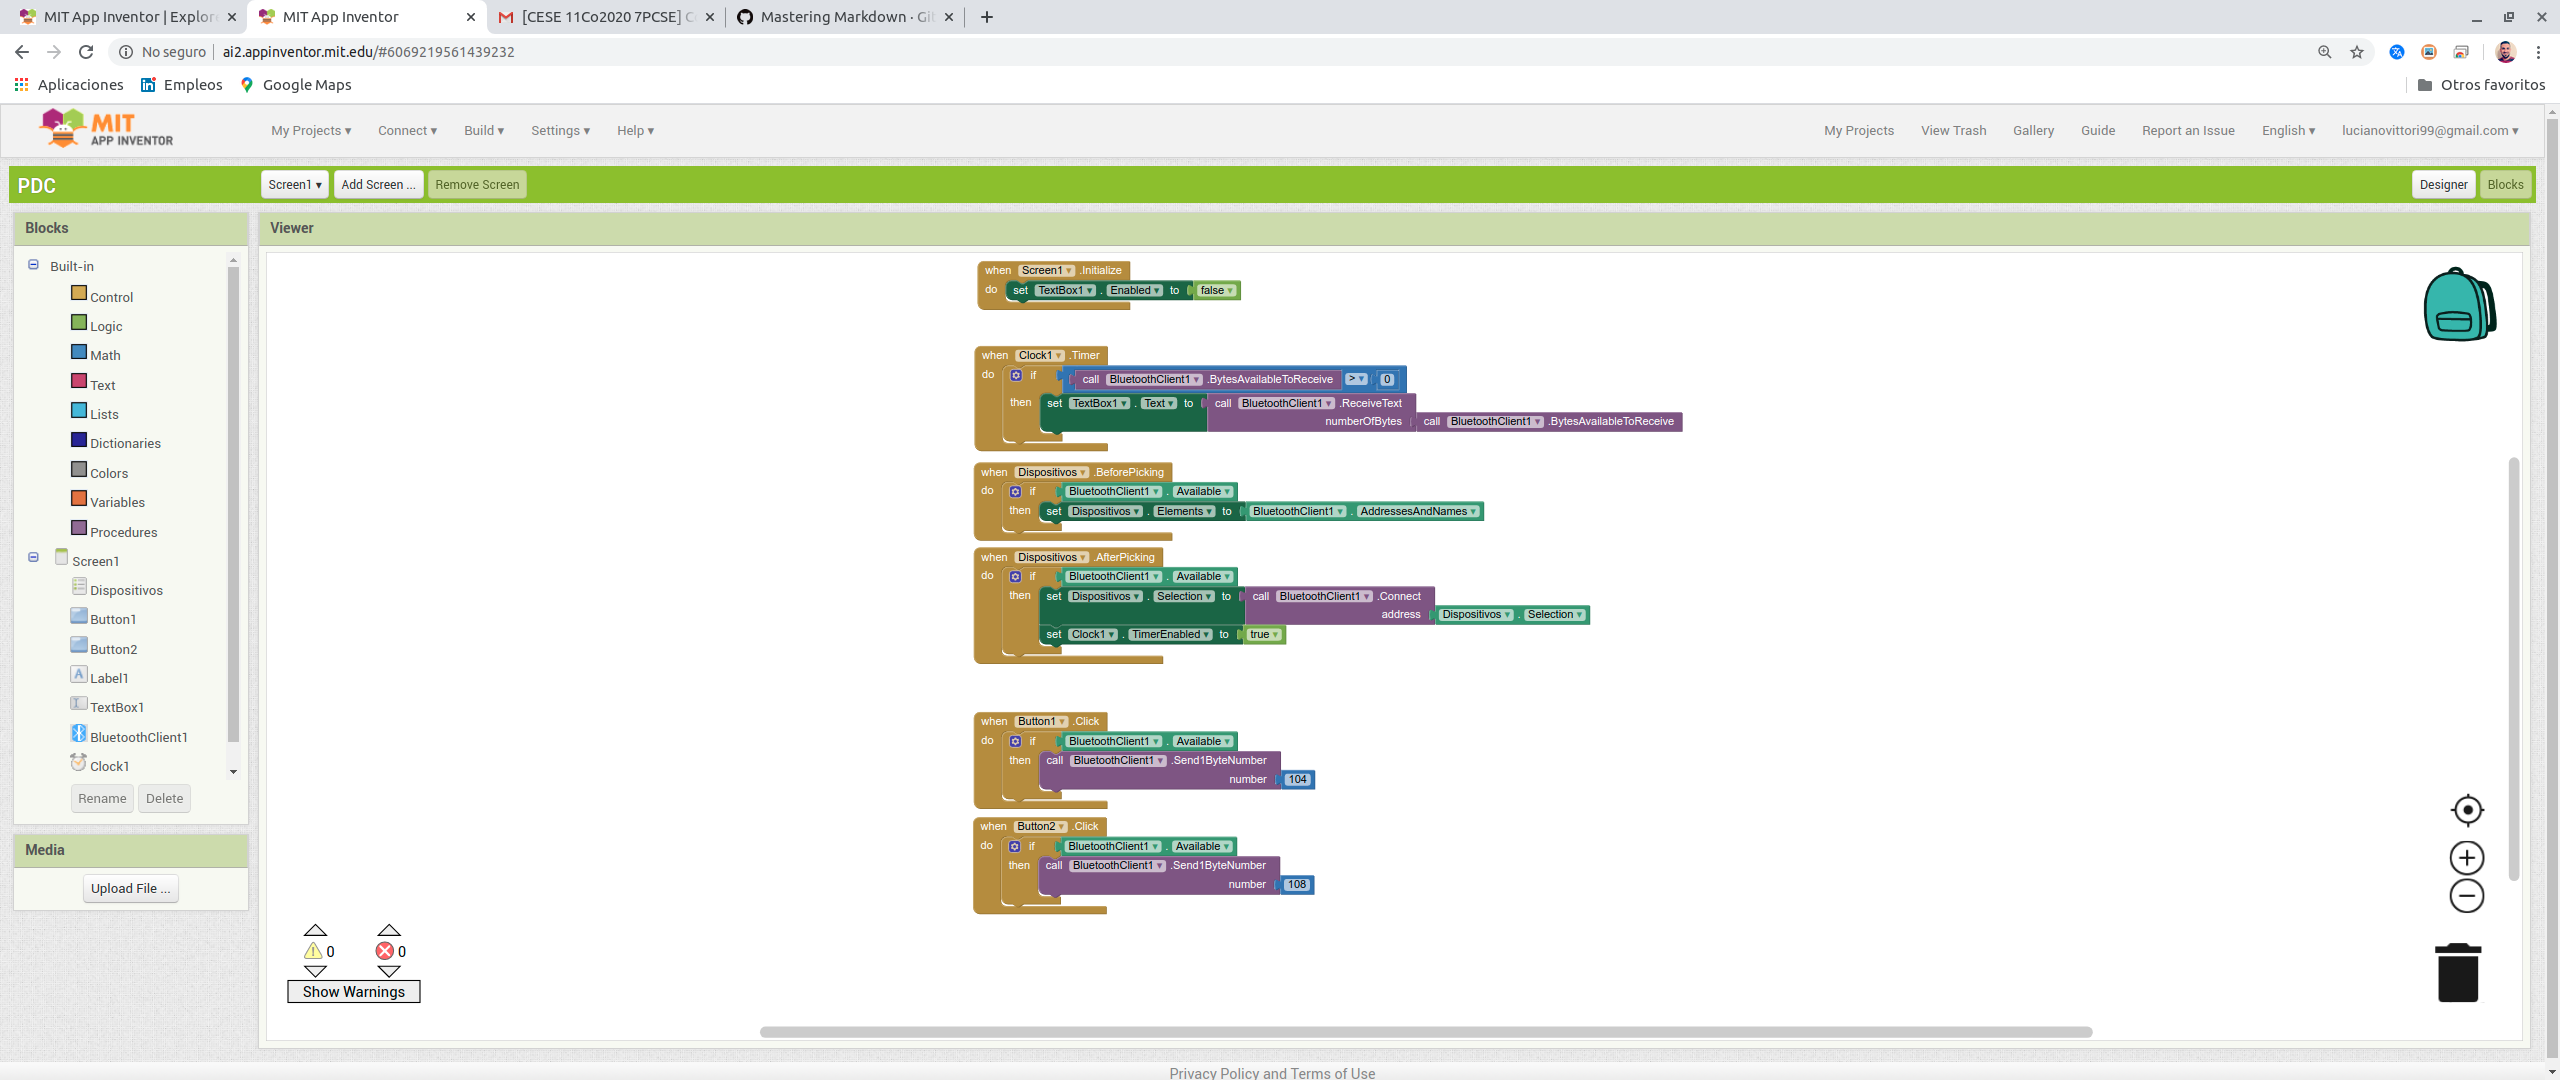 MIT App Inventor | Explor
MIT App Inventor
[CESE 11Co2020 7PCSE] C
Mastering Markdown · Git
No seguro
ai2.appinventor.mit.edu/#6069219561439232
Aplicaciones
Empleos
Google Maps
Otros favoritos
MIT
APP INVENTOR
My Projects ▾
Connect ▾
Build ▾
Settings ▾
Help ▾
My Projects
View Trash
Gallery
Guide
Report an Issue
English ▾
lucianovittori99@gmail.com ▾
PDC
Screen1 ▾
Add Screen ...
Remove Screen
Designer
Blocks
Blocks
Built-in
Control
Logic
Math
Text
Lists
Dictionaries
Colors
Variables
Procedures
Screen1
Dispositivos
Button1
Button2
Label1
TextBox1
BluetoothClient1
Clock1
Rename
Delete
Media
Upload File ...
Viewer
when Screen1 ▾ .Initialize
do set TextBox1 ▾ . Enabled ▾ to false ▾
when Clock1 ▾ .Timer
do if call BluetoothClient1 ▾ .BytesAvailableToReceive > ▾ 0
then set TextBox1 ▾ . Text ▾ to call BluetoothClient1 ▾ .ReceiveText
numberOfBytes call BluetoothClient1 ▾ .BytesAvailableToReceive
when Dispositivos ▾ .BeforePicking
do if BluetoothClient1 ▾ . Available ▾
then set Dispositivos ▾ . Elements ▾ to BluetoothClient1 ▾ . AddressesAndNames ▾
when Dispositivos ▾ .AfterPicking
do if BluetoothClient1 ▾ . Available ▾
then set Dispositivos ▾ . Selection ▾ to call BluetoothClient1 ▾ .Connect
address Dispositivos ▾ . Selection ▾
set Clock1 ▾ . TimerEnabled ▾ to true ▾
when Button1 ▾ .Click
do if BluetoothClient1 ▾ . Available ▾
then call BluetoothClient1 ▾ .Send1ByteNumber
number 104
when Button2 ▾ .Click
do if BluetoothClient1 ▾ . Available ▾
then call BluetoothClient1 ▾ .Send1ByteNumber
number 108
0
0
Show Warnings
Privacy Policy and Terms of Use